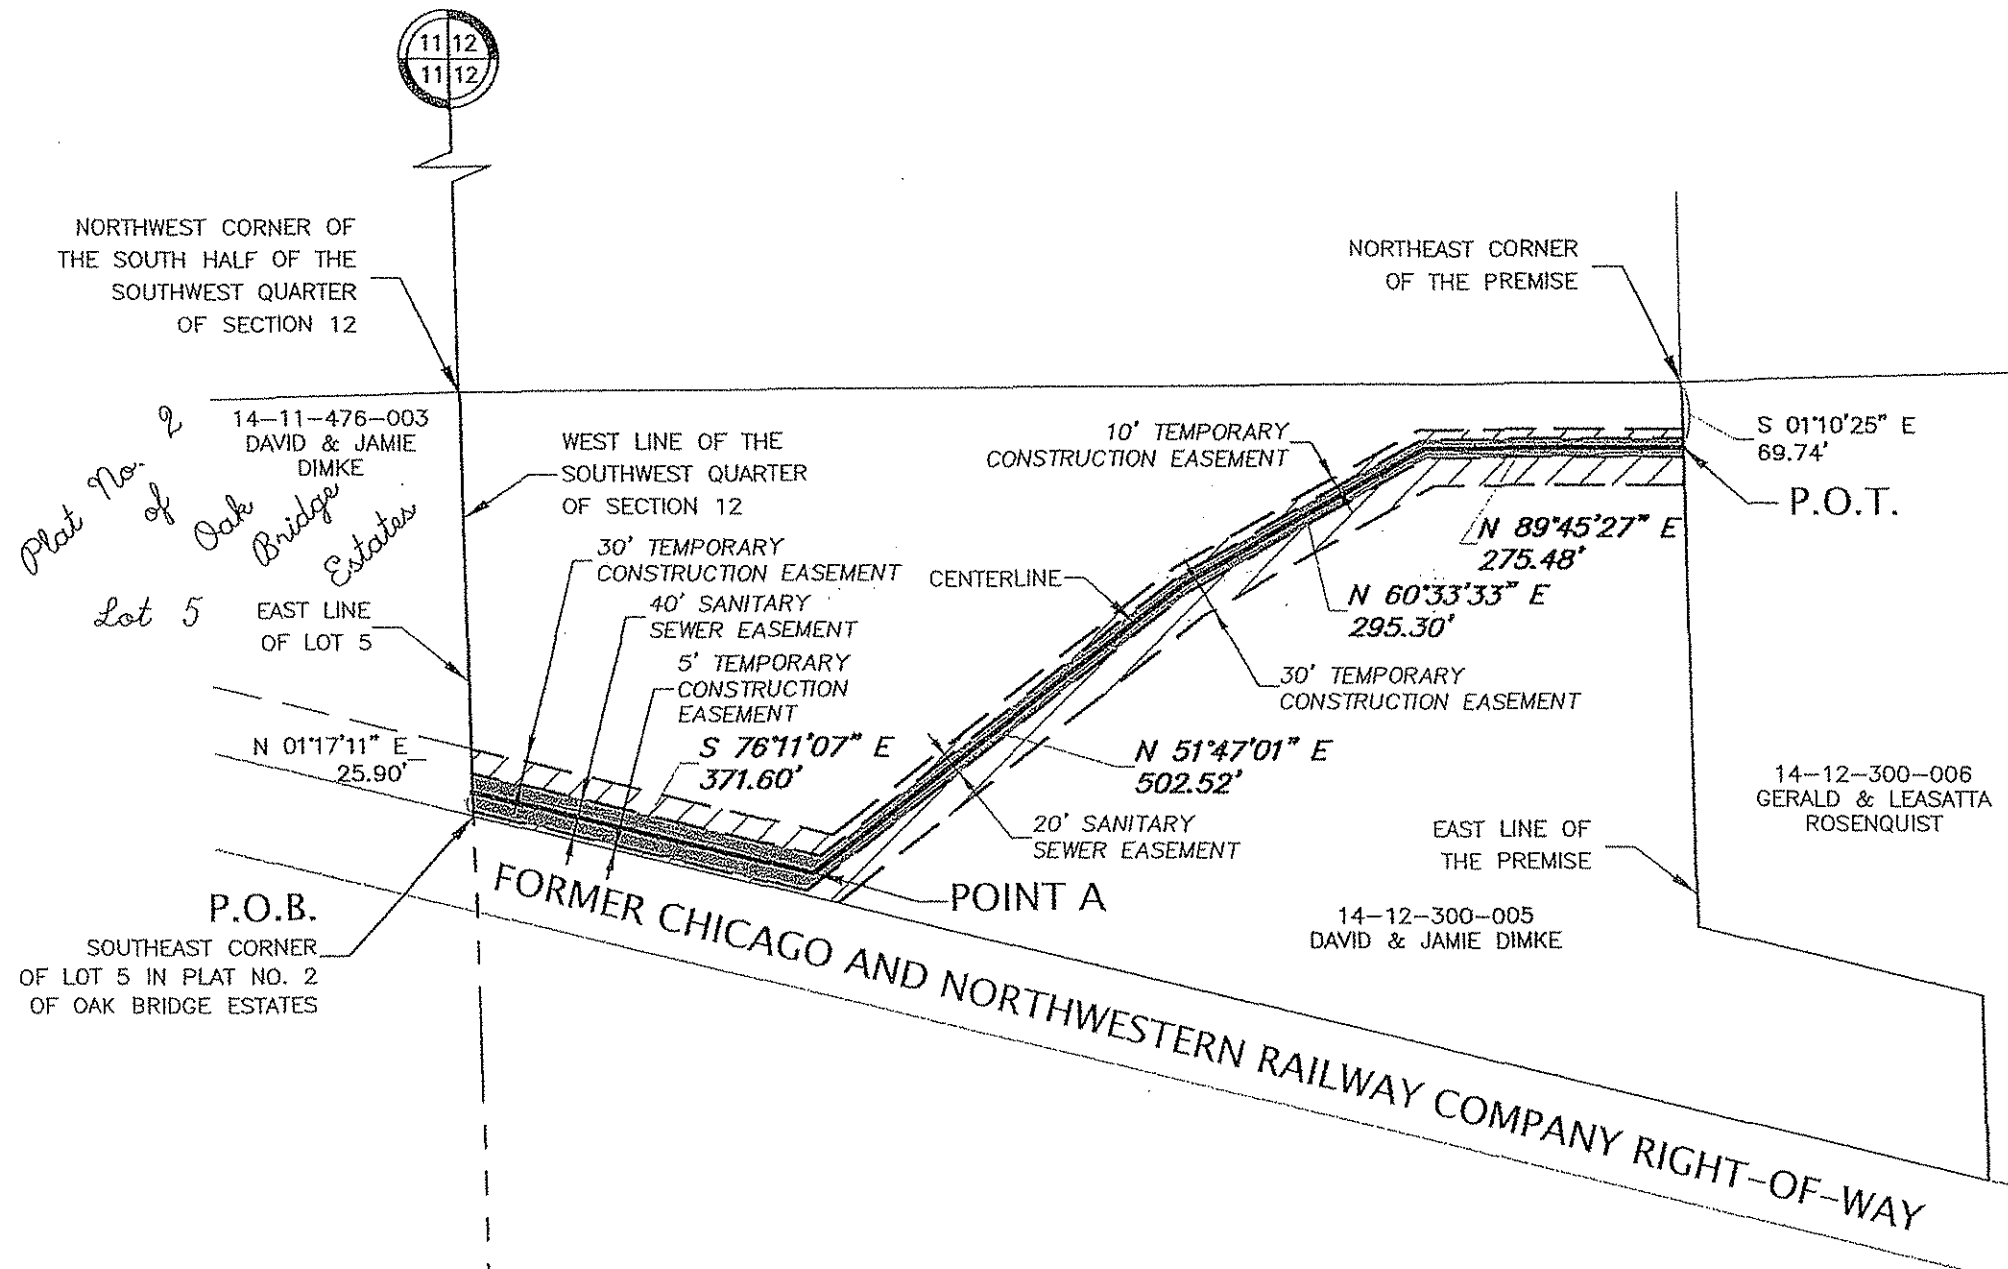 11 12
11 12
NORTHWEST CORNER OF
THE SOUTH HALF OF THE
SOUTHWEST QUARTER
OF SECTION 12
NORTHEAST CORNER
OF THE PREMISE
Plat No. 2
of
Oak
Bridge
Estates
Lot 5
14-11-476-003
DAVID & JAMIE
DIMKE
WEST LINE OF THE
SOUTHWEST QUARTER
OF SECTION 12
10' TEMPORARY
CONSTRUCTION EASEMENT
S 01°10'25" E
69.74'
P.O.T.
N 89°45'27" E
275.48'
30' TEMPORARY
CONSTRUCTION EASEMENT
CENTERLINE
N 60°33'33" E
295.30'
40' SANITARY
SEWER EASEMENT
EAST LINE
OF LOT 5
5' TEMPORARY
CONSTRUCTION
EASEMENT
30' TEMPORARY
CONSTRUCTION EASEMENT
N 01°17'11" E
25.90'
S 76°11'07" E
371.60'
N 51°47'01" E
502.52'
14-12-300-006
GERALD & LEASATTA
ROSENQUIST
20' SANITARY
SEWER EASEMENT
EAST LINE OF
THE PREMISE
P.O.B.
SOUTHEAST CORNER
OF LOT 5 IN PLAT NO. 2
OF OAK BRIDGE ESTATES
POINT A
14-12-300-005
DAVID & JAMIE DIMKE
FORMER CHICAGO AND NORTHWESTERN RAILWAY COMPANY RIGHT-OF-WAY